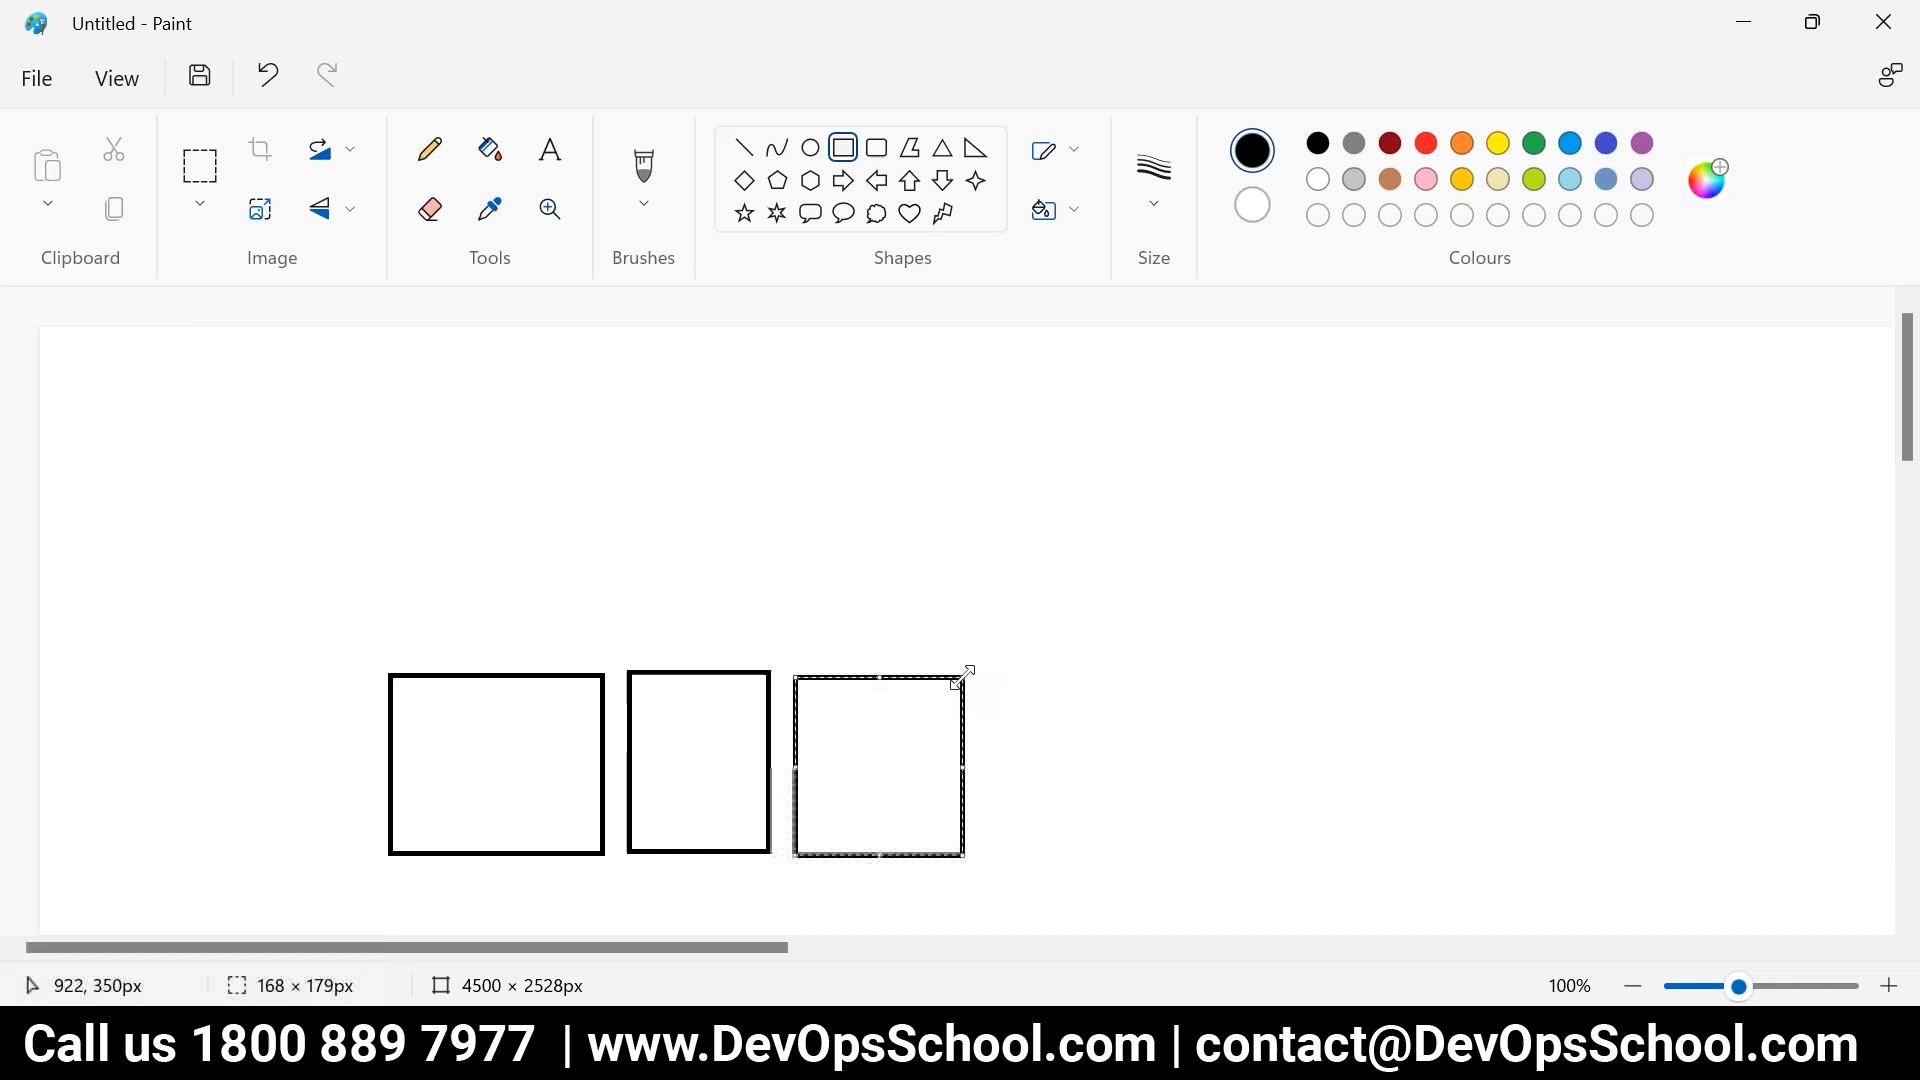 Untitled - Paint
File View
Clipboard Image Tools Brushes Shapes Size Colours
922, 350px 168 × 179px 4500 × 2528px 100%
Call us 1800 889 7977 | www.DevOpsSchool.com | contact@DevOpsSchool.com